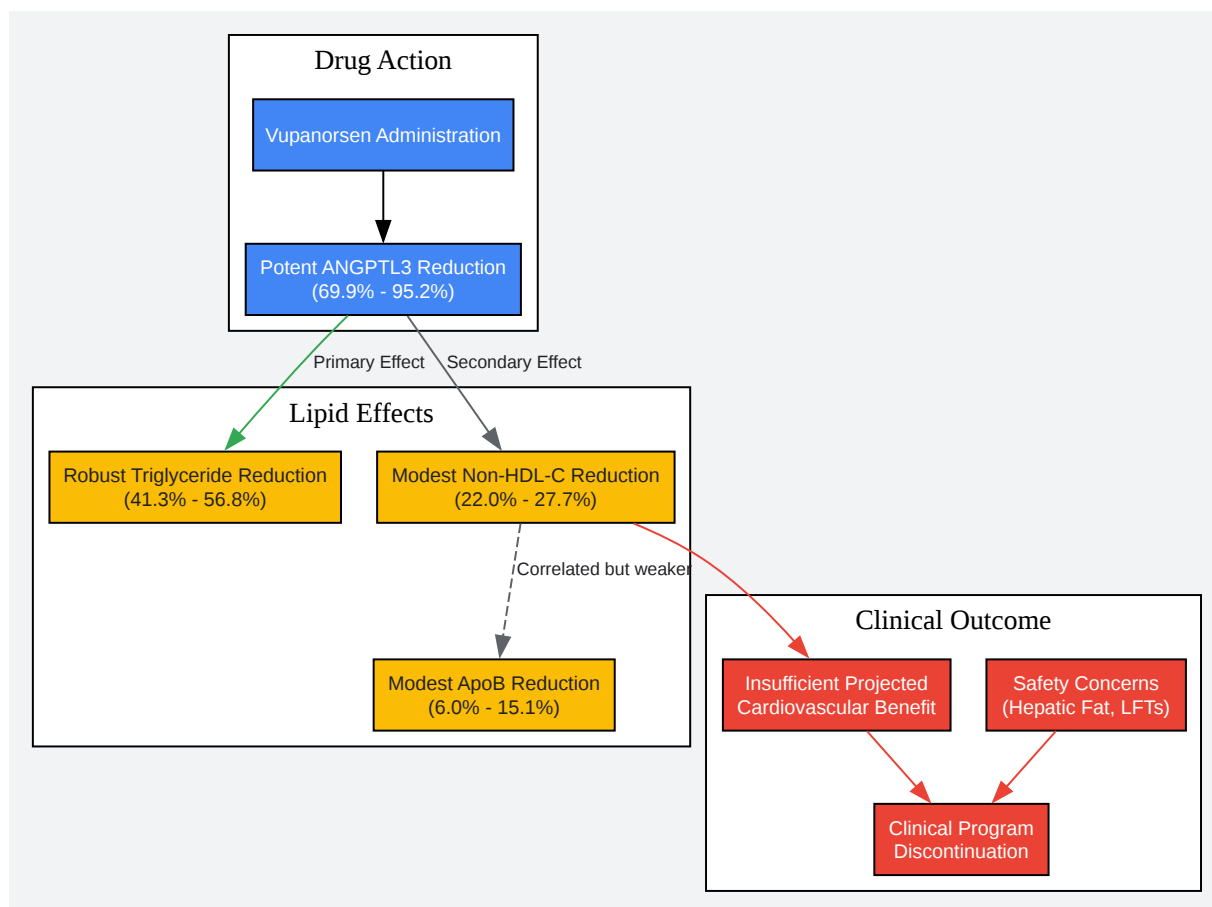 Drug Action
Vupanorsen Administration
Potent ANGPTL3 Reduction
(69.9% - 95.2%)
Primary Effect
Secondary Effect
Lipid Effects
Robust Triglyceride Reduction
(41.3% - 56.8%)
Modest Non-HDL-C Reduction
(22.0% - 27.7%)
Correlated but weaker
Modest ApoB Reduction
(6.0% - 15.1%)
Clinical Outcome
Insufficient Projected
Cardiovascular Benefit
Safety Concerns
(Hepatic Fat, LFTs)
Clinical Program
Discontinuation